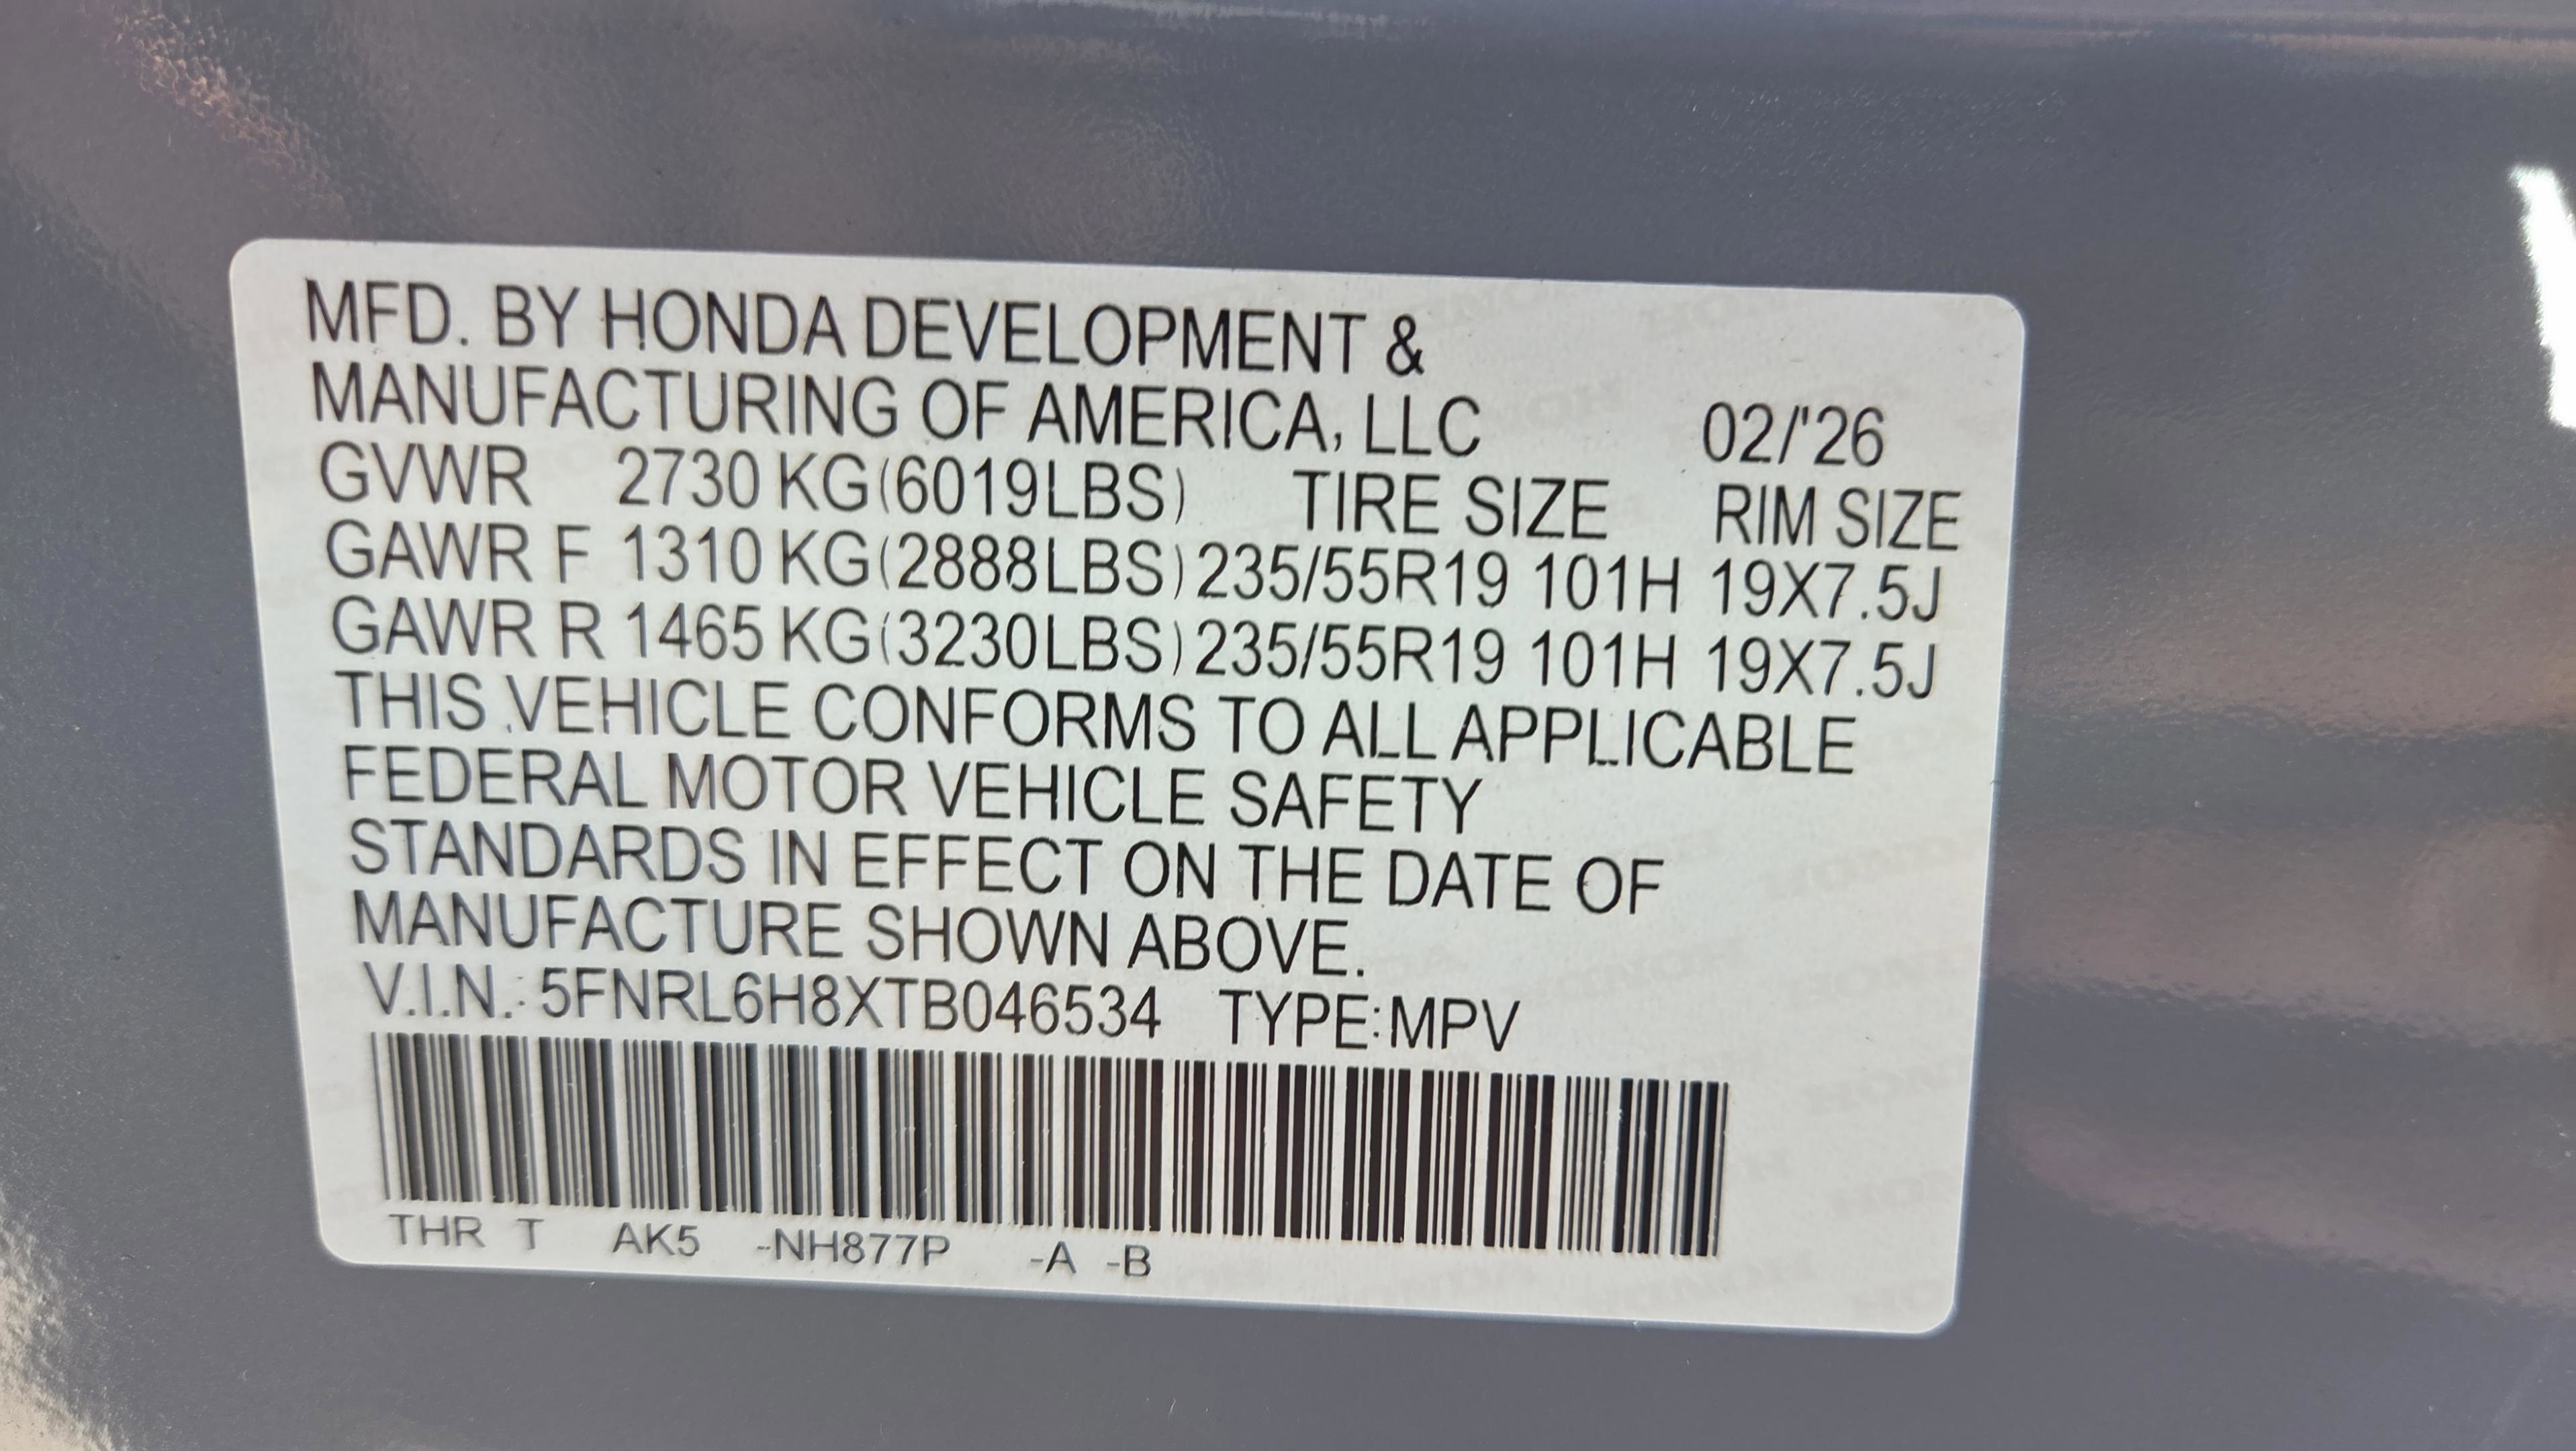 MFD. BY HONDA DEVELOPMENT &
MANUFACTURING OF AMERICA, LLC 02/'26
GVWR 2730 KG(6019LBS) TIRE SIZE RIM SIZE
GAWR F 1310 KG(2888LBS) 235/55R19 101H 19X7.5J
GAWR R 1465 KG(3230LBS) 235/55R19 101H 19X7.5J
THIS VEHICLE CONFORMS TO ALL APPLICABLE
FEDERAL MOTOR VEHICLE SAFETY
STANDARDS IN EFFECT ON THE DATE OF
MANUFACTURE SHOWN ABOVE.
V.I.N.: 5FNRL6H8XTB046534 TYPE:MPV
THR T AK5 -NH877P -A -B